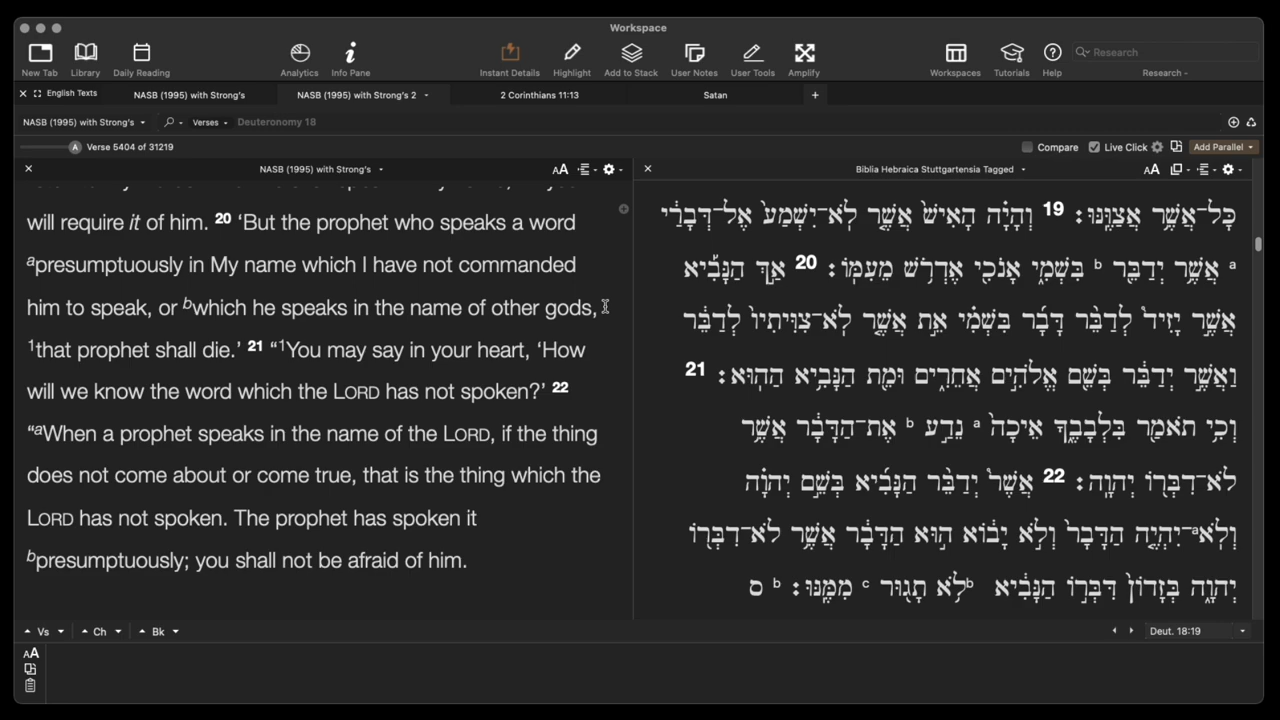 Workspace
New Tab Library Daily Reading Analytics Info Pane Instant Details Highlight Add to Stack User Notes User Tools Amplify Workspaces Tutorials Help Research
Research
English Texts NASB (1995) with Strong's NASB (1995) with Strong's 2 2 Corinthians 11:13 Satan +
NASB (1995) with Strong's Verses Deuteronomy 18
A Verse 5404 of 31219 Compare Live Click Add Parallel
NASB (1995) with Strong's AA
will require it of him. 20 ‘But the prophet who speaks a word
apresumptuously in My name which I have not commanded
him to speak, or bwhich he speaks in the name of other gods,
1that prophet shall die.’ 21 “1You may say in your heart, ‘How
will we know the word which the LORD has not spoken?’ 22
“aWhen a prophet speaks in the name of the LORD, if the thing
does not come about or come true, that is the thing which the
LORD has not spoken. The prophet has spoken it
bpresumptuously; you shall not be afraid of him.
Biblia Hebraica Stuttgartensia Tagged AA
כָּל־אֲשֶׁ֥ר אֲצַוֶּֽנּוּ׃ 19 וְהָיָ֗ה הָאִישׁ֙ אֲשֶׁ֤ר לֹֽא־יִשְׁמַע֙ אֶל־דְּבָרַ֔י
a אֲשֶׁ֥ר יְדַבֵּ֖ר b בִּשְׁמִ֑י אָנֹכִ֖י אֶדְרֹ֥שׁ מֵעִמּֽוֹ׃ 20 אַ֣ךְ הַנָּבִ֡יא
אֲשֶׁ֣ר יָזִיד֩ לְדַבֵּ֨ר דָּבָ֜ר בִּשְׁמִ֗י אֵ֣ת אֲשֶׁ֤ר לֹֽא־צִוִּיתִיו֙ לְדַבֵּ֔ר
וַאֲשֶׁ֣ר יְדַבֵּ֔ר בְּשֵׁ֖ם אֱלֹהִ֣ים אֲחֵרִ֑ים וּמֵ֖ת הַנָּבִ֥יא הַהֽוּא׃ 21
וְכִ֥י תֹאמַ֖ר בִּלְבָבֶ֑ךָ אֵיכָה֙ a נֵדַ֣ע b אֶת־הַדָּבָ֔ר אֲשֶׁ֥ר
לֹא־דִבְּר֖וֹ יְהוָֽה׃ 22 אֲשֶׁר֩ יְדַבֵּ֨ר הַנָּבִ֜יא בְּשֵׁ֣ם יְהוָ֗ה
וְלֹֽא־aיִהְיֶ֤ה הַדָּבָר֙ וְלֹ֣א יָב֔וֹא ה֣וּא הַדָּבָ֔ר אֲשֶׁ֥ר לֹא־דִבְּר֖וֹ
יְהוָ֑ה בְּזָדוֹן֙ דִּבְּר֣וֹ הַנָּבִ֔יא bלֹ֥א תָג֖וּר c מִמֶּֽנּוּ׃ b ס
Vs Ch Bk Deut. 18:19
AA